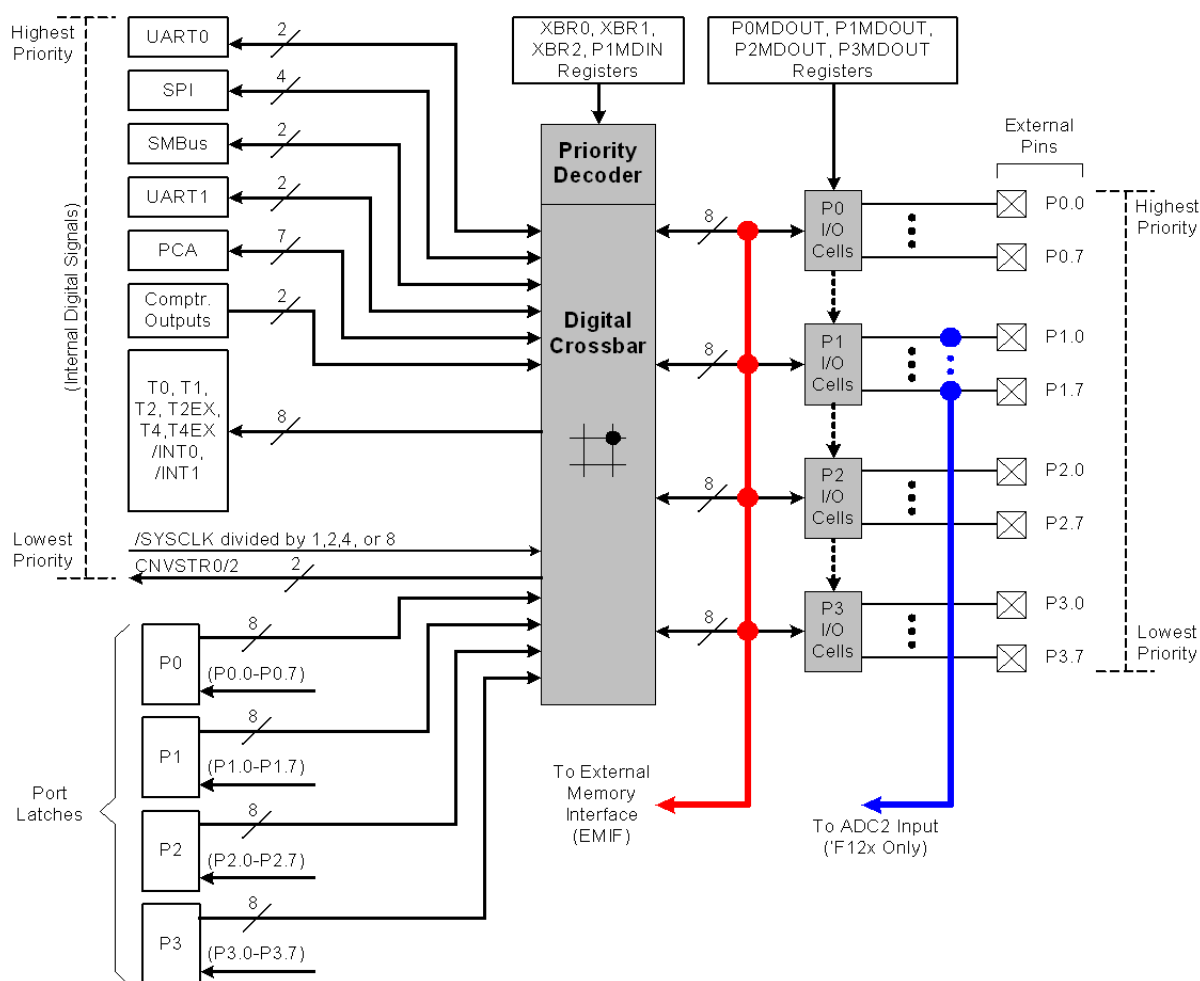 Highest
Priority
(Internal Digital Signals)
Lowest
Priority
UART0
2
SPI
4
SMBus
2
UART1
2
PCA
7
Comptr.
Outputs
2
T0, T1,
T2, T2EX,
T4,T4EX
/INT0,
/INT1
8
/SYSCLK divided by 1,2,4, or 8
CNVSTR0/2
2
Port
Latches
P0
8
(P0.0-P0.7)
P1
8
(P1.0-P1.7)
P2
8
(P2.0-P2.7)
P3
8
(P3.0-P3.7)
XBR0, XBR1,
XBR2, P1MDIN
Registers
Priority
Decoder
Digital
Crossbar
P0MDOUT, P1MDOUT,
P2MDOUT, P3MDOUT
Registers
8
8
8
8
P0
I/O
Cells
P1
I/O
Cells
P2
I/O
Cells
P3
I/O
Cells
External
Pins
P0.0
P0.7
P1.0
P1.7
P2.0
P2.7
P3.0
P3.7
Highest
Priority
Lowest
Priority
To External
Memory
Interface
(EMIF)
To ADC2 Input
('F12x Only)